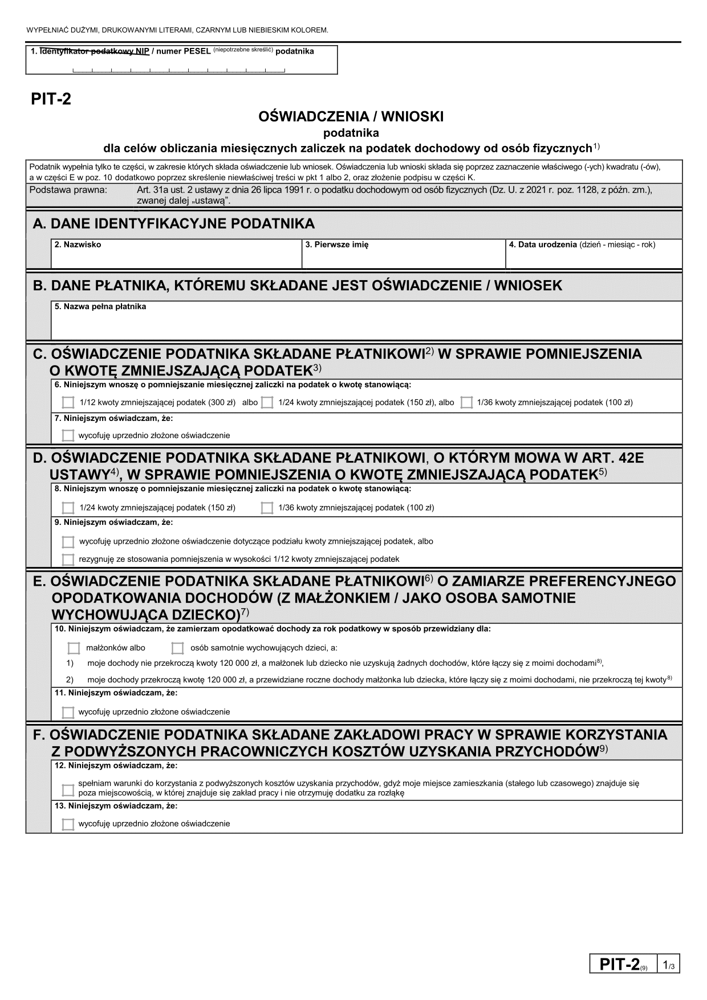 WYPEŁNIAĆ DUŻYMI, DRUKOWANYMI LITERAMI, CZARNYM LUB NIEBIESKIM KOLOREM.
1. Identyfikator podatkowy NIP / numer PESEL (niepotrzebne skreślić) podatnika
PIT-2
OŚWIADCZENIA / WNIOSKI
podatnika
dla celów obliczania miesięcznych zaliczek na podatek dochodowy od osób fizycznych1)
Podatnik wypełnia tylko te części, w zakresie których składa oświadczenie lub wniosek. Oświadczenia lub wnioski składa się poprzez zaznaczenie właściwego (-ych) kwadratu (-ów),
a w części E w poz. 10 dodatkowo poprzez skreślenie niewłaściwej treści w pkt 1 albo 2, oraz złożenie podpisu w części K.
Podstawa prawna: Art. 31a ust. 2 ustawy z dnia 26 lipca 1991 r. o podatku dochodowym od osób fizycznych (Dz. U. z 2021 r. poz. 1128, z późn. zm.),
zwanej dalej „ustawą”.
A. DANE IDENTYFIKACYJNE PODATNIKA
2. Nazwisko 3. Pierwsze imię 4. Data urodzenia (dzień - miesiąc - rok)
B. DANE PŁATNIKA, KTÓREMU SKŁADANE JEST OŚWIADCZENIE / WNIOSEK
5. Nazwa pełna płatnika
C. OŚWIADCZENIE PODATNIKA SKŁADANE PŁATNIKOWI2) W SPRAWIE POMNIEJSZENIA
O KWOTĘ ZMNIEJSZAJĄCĄ PODATEK3)
6. Niniejszym wnoszę o pomniejszanie miesięcznej zaliczki na podatek o kwotę stanowiącą:
1/12 kwoty zmniejszającej podatek (300 zł) albo 1/24 kwoty zmniejszającej podatek (150 zł), albo 1/36 kwoty zmniejszającej podatek (100 zł)
7. Niniejszym oświadczam, że:
wycofuję uprzednio złożone oświadczenie
D. OŚWIADCZENIE PODATNIKA SKŁADANE PŁATNIKOWI, O KTÓRYM MOWA W ART. 42E
USTAWY4), W SPRAWIE POMNIEJSZENIA O KWOTĘ ZMNIEJSZAJĄCĄ PODATEK5)
8. Niniejszym wnoszę o pomniejszanie miesięcznej zaliczki na podatek o kwotę stanowiącą:
1/24 kwoty zmniejszającej podatek (150 zł) 1/36 kwoty zmniejszającej podatek (100 zł)
9. Niniejszym oświadczam, że:
wycofuję uprzednio złożone oświadczenie dotyczące podziału kwoty zmniejszającej podatek, albo
rezygnuję ze stosowania pomniejszenia w wysokości 1/12 kwoty zmniejszającej podatek
E. OŚWIADCZENIE PODATNIKA SKŁADANE PŁATNIKOWI6) O ZAMIARZE PREFERENCYJNEGO
OPODATKOWANIA DOCHODÓW (Z MAŁŻONKIEM / JAKO OSOBA SAMOTNIE
WYCHOWUJĄCA DZIECKO)7)
10. Niniejszym oświadczam, że zamierzam opodatkować dochody za rok podatkowy w sposób przewidziany dla:
małżonków albo osób samotnie wychowujących dzieci, a:
1) moje dochody nie przekroczą kwoty 120 000 zł, a małżonek lub dziecko nie uzyskują żadnych dochodów, które łączy się z moimi dochodami8),
2) moje dochody przekroczą kwotę 120 000 zł, a przewidziane roczne dochody małżonka lub dziecka, które łączy się z moimi dochodami, nie przekroczą tej kwoty8)
11. Niniejszym oświadczam, że:
wycofuję uprzednio złożone oświadczenie
F. OŚWIADCZENIE PODATNIKA SKŁADANE ZAKŁADOWI PRACY W SPRAWIE KORZYSTANIA
Z PODWYŻSZONYCH PRACOWNICZYCH KOSZTÓW UZYSKANIA PRZYCHODÓW9)
12. Niniejszym oświadczam, że:
spełniam warunki do korzystania z podwyższonych kosztów uzyskania przychodów, gdyż moje miejsce zamieszkania (stałego lub czasowego) znajduje się
poza miejscowością, w której znajduje się zakład pracy i nie otrzymuję dodatku za rozłąkę
13. Niniejszym oświadczam, że:
wycofuję uprzednio złożone oświadczenie
PIT-2(9) 1/3